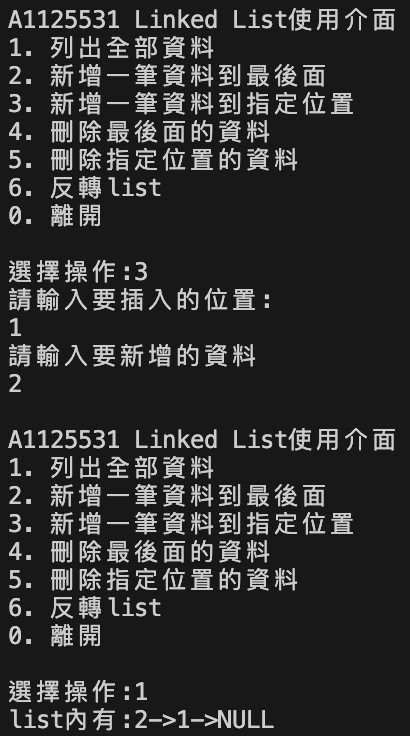 A1125531 Linked List使用介面
1. 列出全部資料
2. 新增一筆資料到最後面
3. 新增一筆資料到指定位置
4. 刪除最後面的資料
5. 刪除指定位置的資料
6. 反轉list
0. 離開
選擇操作:3
請輸入要插入的位置:
1
請輸入要新增的資料
2
A1125531 Linked List使用介面
1. 列出全部資料
2. 新增一筆資料到最後面
3. 新增一筆資料到指定位置
4. 刪除最後面的資料
5. 刪除指定位置的資料
6. 反轉list
0. 離開
選擇操作:1
list內有:2->1->NULL